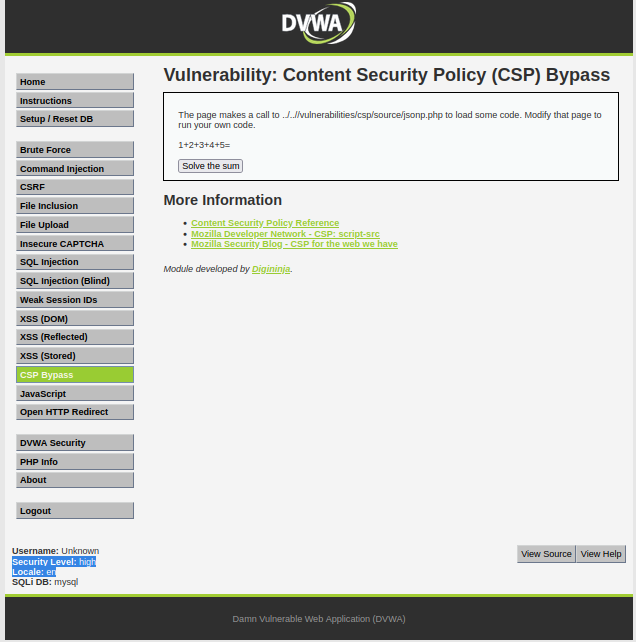 DVWA
Home
Instructions
Setup / Reset DB
Brute Force
Command Injection
CSRF
File Inclusion
File Upload
Insecure CAPTCHA
SQL Injection
SQL Injection (Blind)
Weak Session IDs
XSS (DOM)
XSS (Reflected)
XSS (Stored)
CSP Bypass
JavaScript
Open HTTP Redirect
DVWA Security
PHP Info
About
Logout
Vulnerability: Content Security Policy (CSP) Bypass
The page makes a call to ../..//vulnerabilities/csp/source/jsonp.php to load some code. Modify that page to
run your own code.
1+2+3+4+5=
Solve the sum
More Information
• Content Security Policy Reference
• Mozilla Developer Network - CSP: script-src
• Mozilla Security Blog - CSP for the web we have
Module developed by Digininja.
Username: Unknown
Security Level: high
Locale: en
SQLi DB: mysql
View Source View Help
Damn Vulnerable Web Application (DVWA)